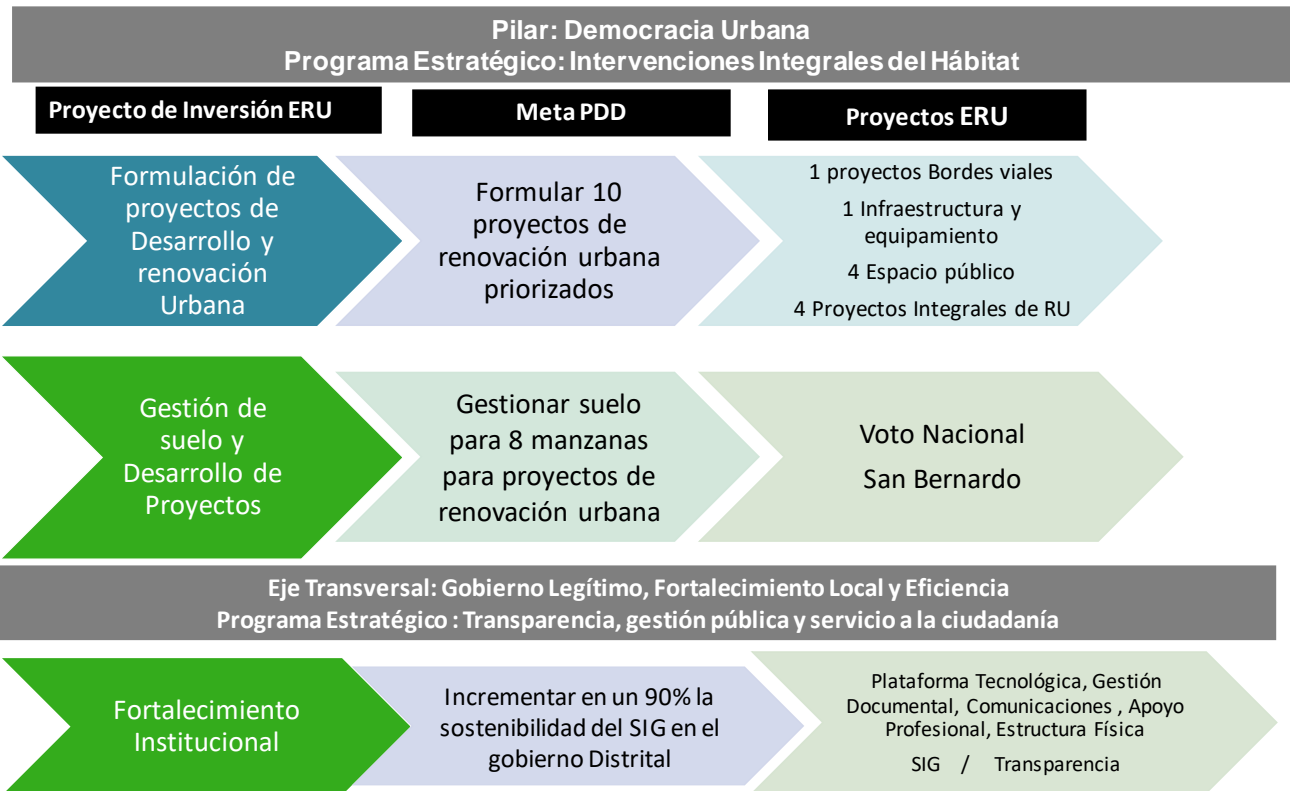 Pilar: Democracia Urbana
Programa Estratégico: Intervenciones Integrales del Hábitat
Proyecto de Inversión ERU
Meta PDD
Proyectos ERU
Formulación de
proyectos de
Desarrollo y
renovación
Urbana
Formular 10
proyectos de
renovación urbana
priorizados
1 proyectos Bordes viales
1 Infraestructura y
equipamiento
4 Espacio público
4 Proyectos Integrales de RU
Gestión de
suelo y
Desarrollo de
Proyectos
Gestionar suelo
para 8 manzanas
para proyectos de
renovación urbana
Voto Nacional
San Bernardo
Eje Transversal: Gobierno Legítimo, Fortalecimiento Local y Eficiencia
Programa Estratégico : Transparencia, gestión pública y servicio a la ciudadanía
Fortalecimiento
Institucional
Incrementar en un 90% la
sostenibilidad del SIG en el
gobierno Distrital
Plataforma Tecnológica, Gestión
Documental, Comunicaciones , Apoyo
Profesional, Estructura Física
SIG / Transparencia